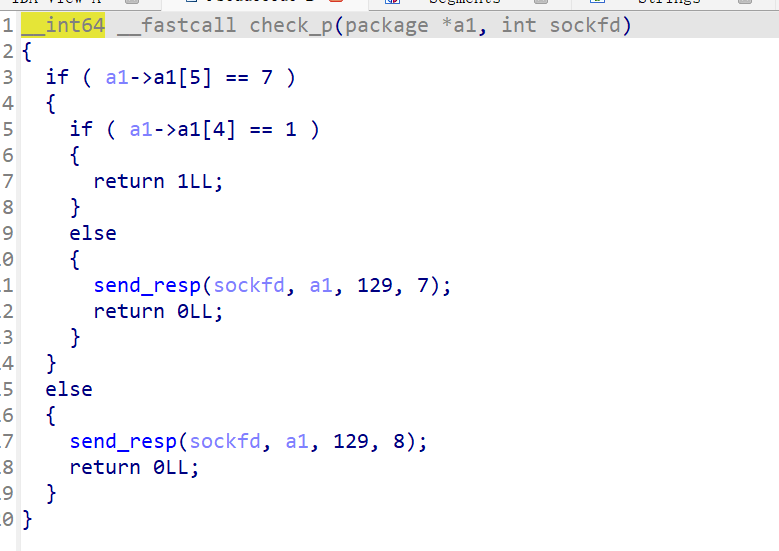 Segments
Strings
1 __int64 __fastcall check_p(package *a1, int sockfd)
2 {
3 if ( a1->a1[5] == 7 )
4 {
5 if ( a1->a1[4] == 1 )
6 {
7 return 1LL;
8 }
9 else
0 {
1 send_resp(sockfd, a1, 129, 7);
2 return 0LL;
3 }
4 }
5 else
6 {
7 send_resp(sockfd, a1, 129, 8);
8 return 0LL;
9 }
0 }